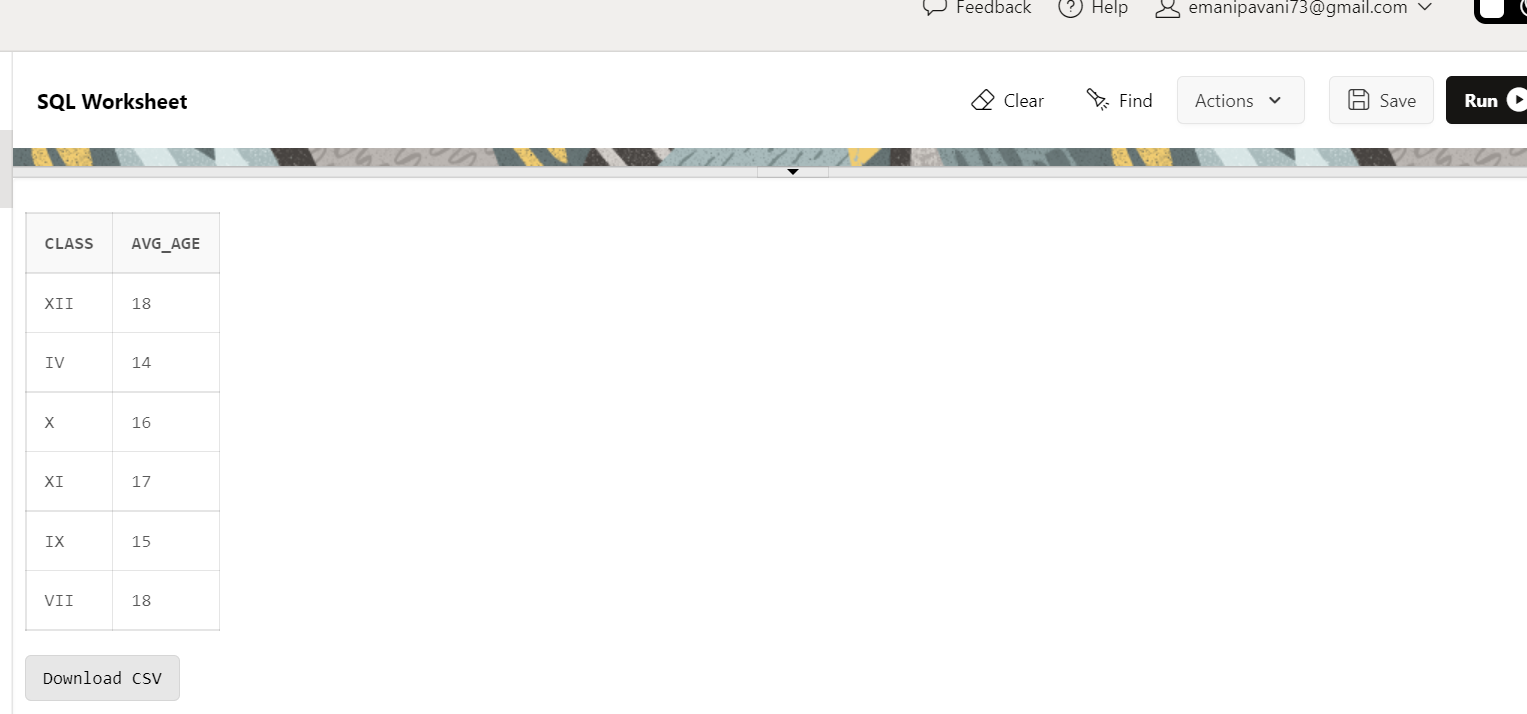 Feedback Help emanipavani73@gmail.com
SQL Worksheet Clear Find Actions Save Run
CLASS AVG_AGE
XII 18
IV 14
X 16
XI 17
IX 15
VII 18
Download CSV